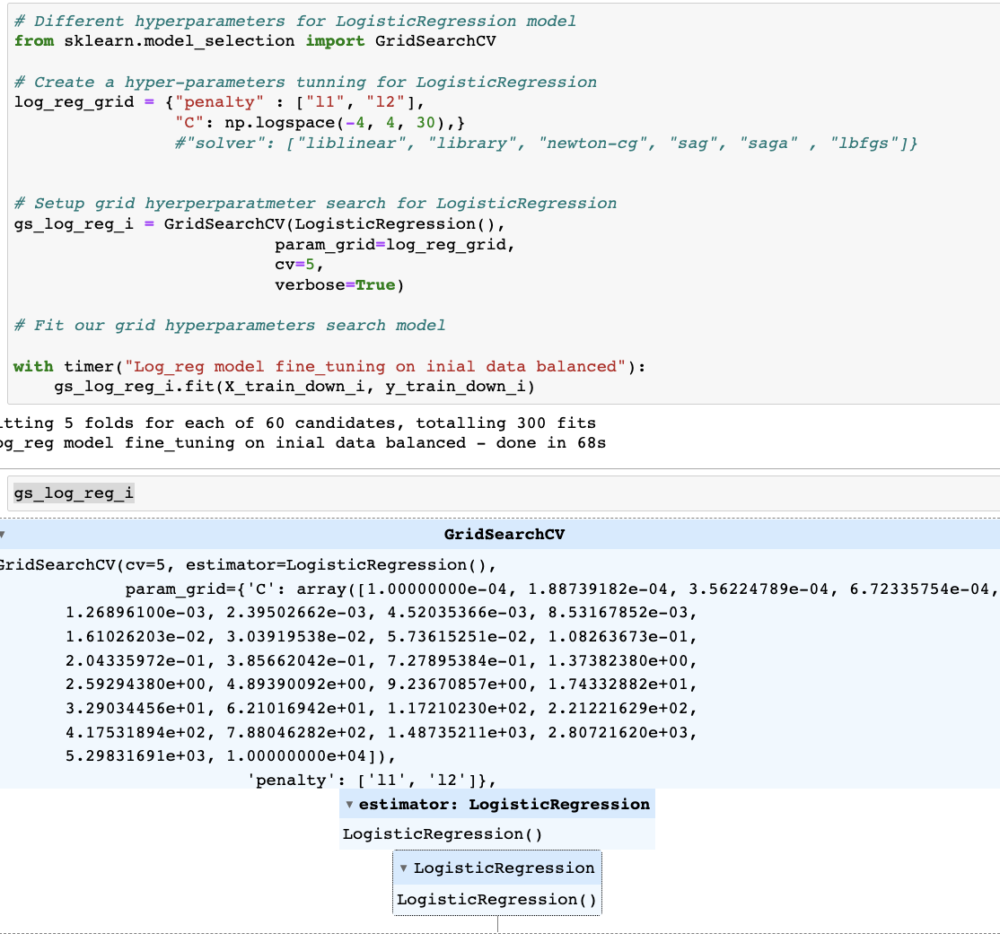 # Different hyperparameters for LogisticRegression model
from sklearn.model_selection import GridSearchCV
# Create a hyper-parameters tunning for LogisticRegression
log_reg_grid = {"penalty" : ["l1", "l2"],
"C": np.logspace(-4, 4, 30),}
#"solver": ["liblinear", "library", "newton-cg", "sag", "saga" , "lbfgs"]}
# Setup grid hyerperparatmeter search for LogisticRegression
gs_log_reg_i = GridSearchCV(LogisticRegression(),
param_grid=log_reg_grid,
cv=5,
verbose=True)
# Fit our grid hyperparameters search model
with timer("Log_reg model fine_tuning on inial data balanced"):
gs_log_reg_i.fit(X_train_down_i, y_train_down_i)
itting 5 folds for each of 60 candidates, totalling 300 fits
og_reg model fine_tuning on inial data balanced - done in 68s
gs_log_reg_i
GridSearchCV
GridSearchCV(cv=5, estimator=LogisticRegression(),
param_grid={'C': array([1.00000000e-04, 1.88739182e-04, 3.56224789e-04, 6.72335754e-04,
1.26896100e-03, 2.39502662e-03, 4.52035366e-03, 8.53167852e-03,
1.61026203e-02, 3.03919538e-02, 5.73615251e-02, 1.08263673e-01,
2.04335972e-01, 3.85662042e-01, 7.27895384e-01, 1.37382380e+00,
2.59294380e+00, 4.89390092e+00, 9.23670857e+00, 1.74332882e+01,
3.29034456e+01, 6.21016942e+01, 1.17210230e+02, 2.21221629e+02,
4.17531894e+02, 7.88046282e+02, 1.48735211e+03, 2.80721620e+03,
5.29831691e+03, 1.00000000e+04]),
'penalty': ['l1', 'l2']},
estimator: LogisticRegression
LogisticRegression()
LogisticRegression
LogisticRegression()